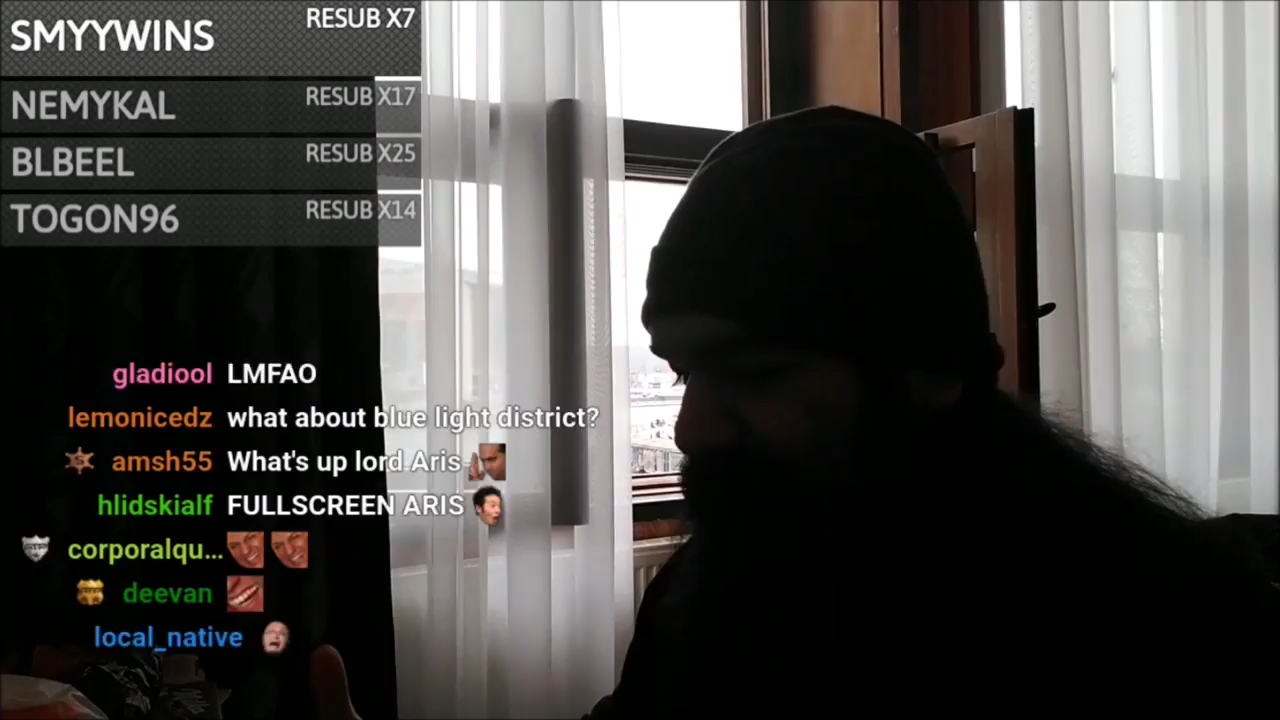 SMYYWINS RESUB X7
NEMYKAL RESUB X17
BLBEEL RESUB X25
TOGON96 RESUB X14
gladiool LMFAO
lemonicedz what about blue light district?
amsh55 What's up lord Aris
hlidskialf FULLSCREEN ARIS
corporalqu...
deevan
local_native